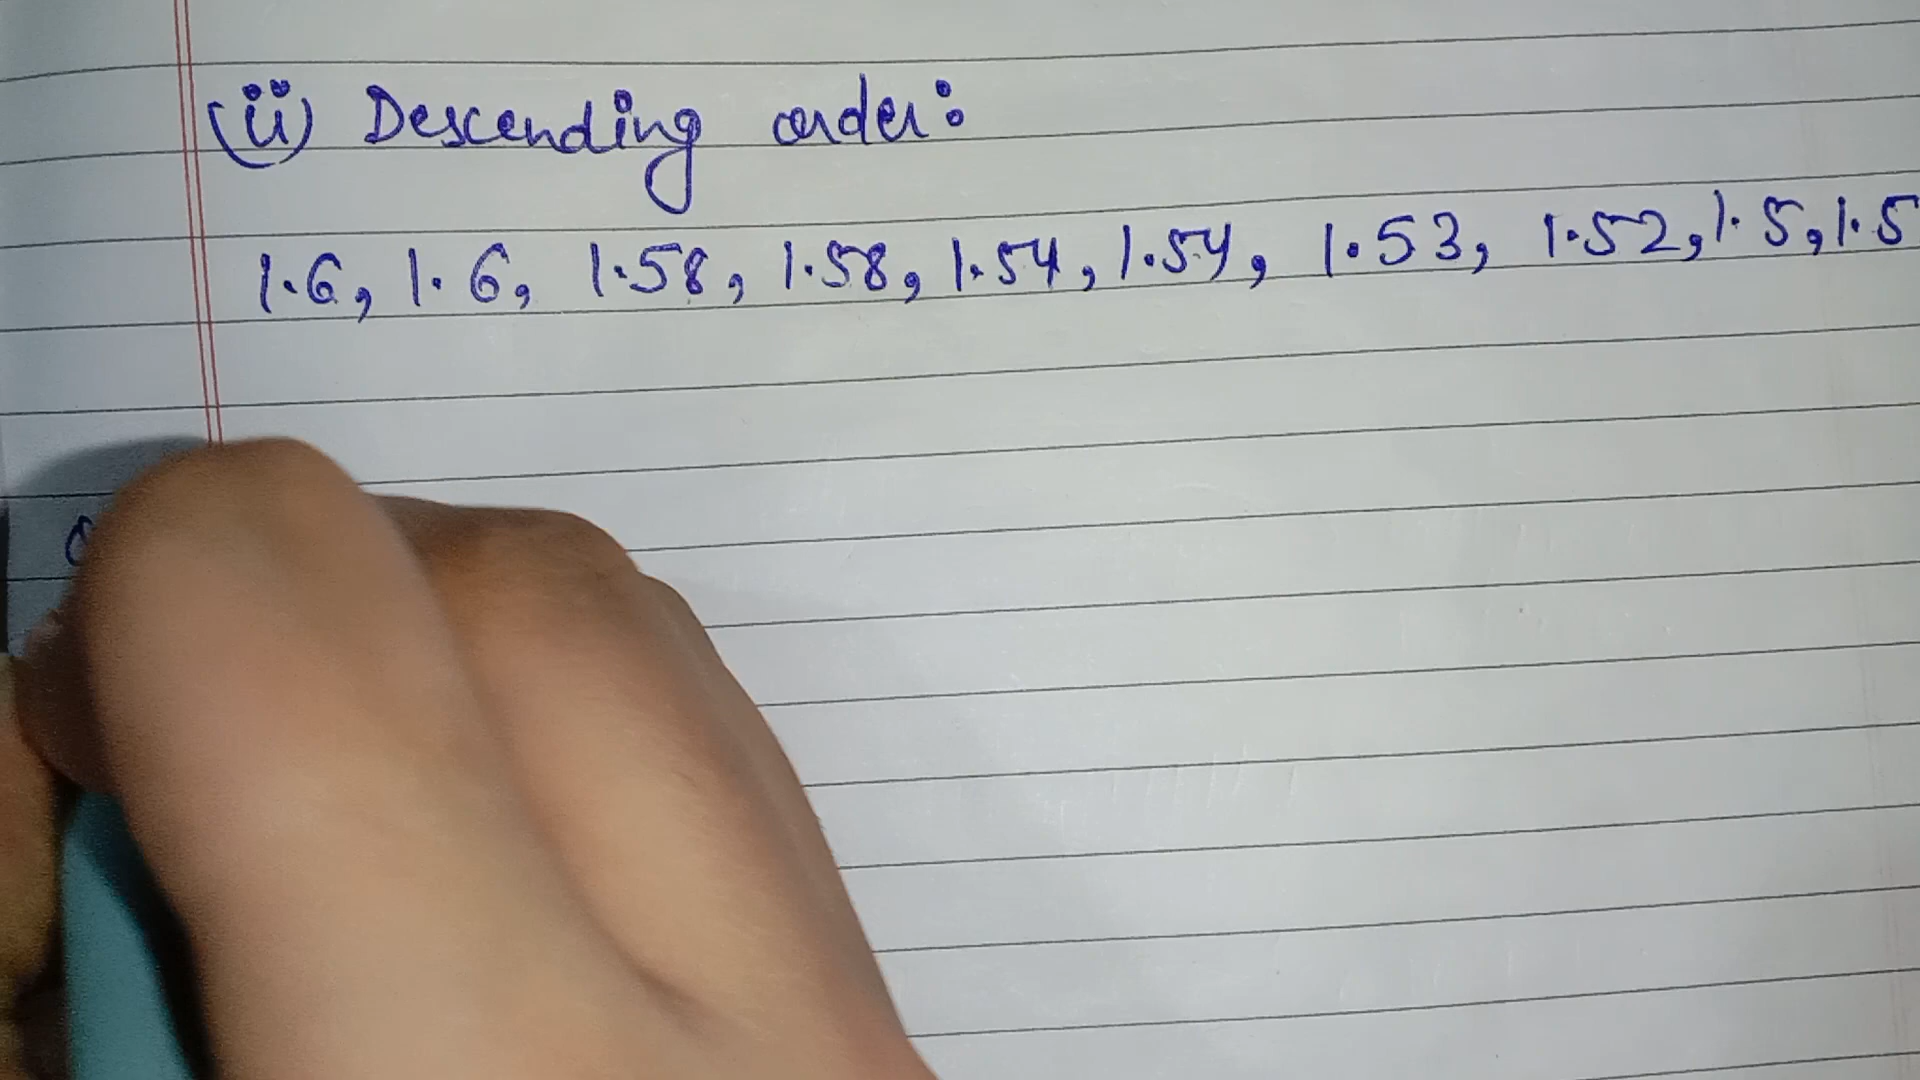 (ii) Descending order:
1.6, 1.6, 1.58, 1.58, 1.54, 1.54, 1.53, 1.52, 1.5, 1.5